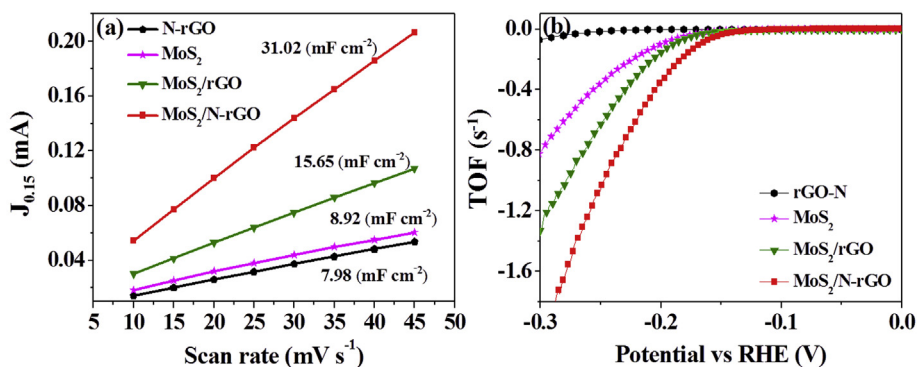 (a)
N-rGO
MoS₂
MoS₂/rGO
MoS₂/N-rGO
31.02 (mF cm⁻²)
15.65 (mF cm⁻²)
8.92 (mF cm⁻²)
7.98 (mF cm⁻²)
0.20
0.16
0.12
0.08
0.04
J₀.₁₅ (mA)
5 10 15 20 25 30 35 40 45 50
Scan rate (mV s⁻¹)
(b)
0.0
-0.4
-0.8
-1.2
-1.6
TOF (s⁻¹)
rGO-N
MoS₂
MoS₂/rGO
MoS₂/N-rGO
-0.3 -0.2 -0.1 0.0
Potential vs RHE (V)